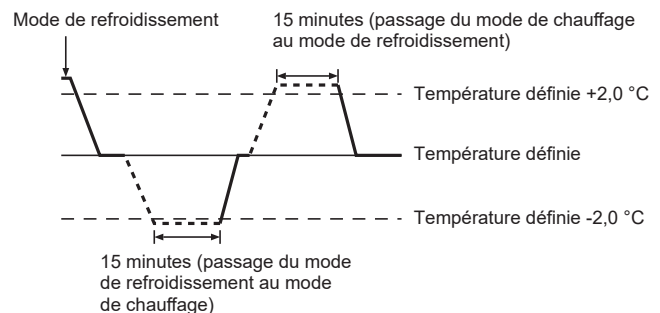 Mode de refroidissement
15 minutes (passage du mode de chauffage
au mode de refroidissement)
Température définie +2,0 °C
Température définie
Température définie -2,0 °C
15 minutes (passage du mode
de refroidissement au mode
de chauffage)